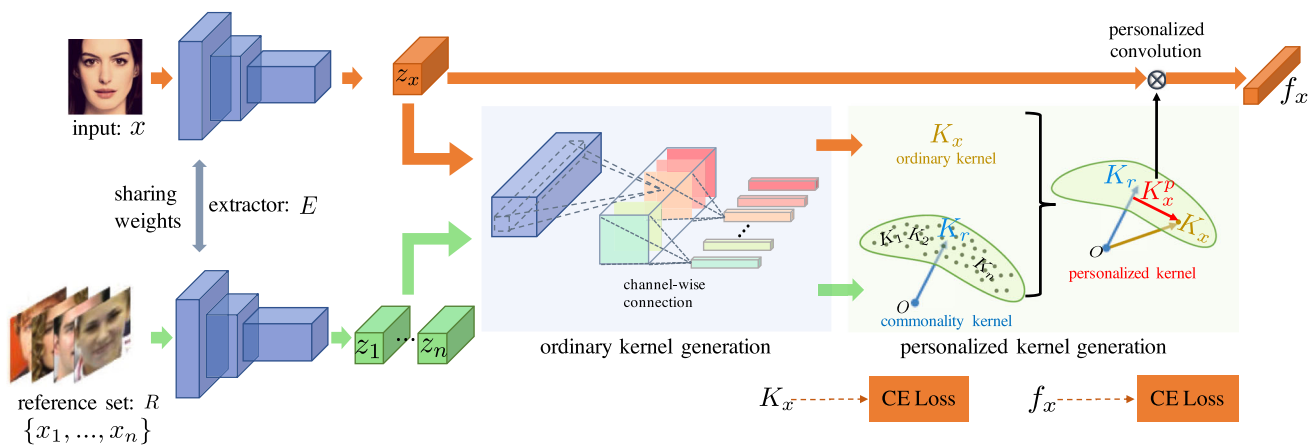 personalized
convolution
z_x
f_x
input: x
K_x
ordinary kernel
sharing
weights
extractor: E
K_r
K_x^p
K_x
K_1 K_2
K_r
K_n
O
personalized kernel
channel-wise
connection
O
commonality kernel
z_1 ... z_n
ordinary kernel generation
personalized kernel generation
reference set: R
{x_1, ..., x_n}
K_x
CE Loss
f_x
CE Loss